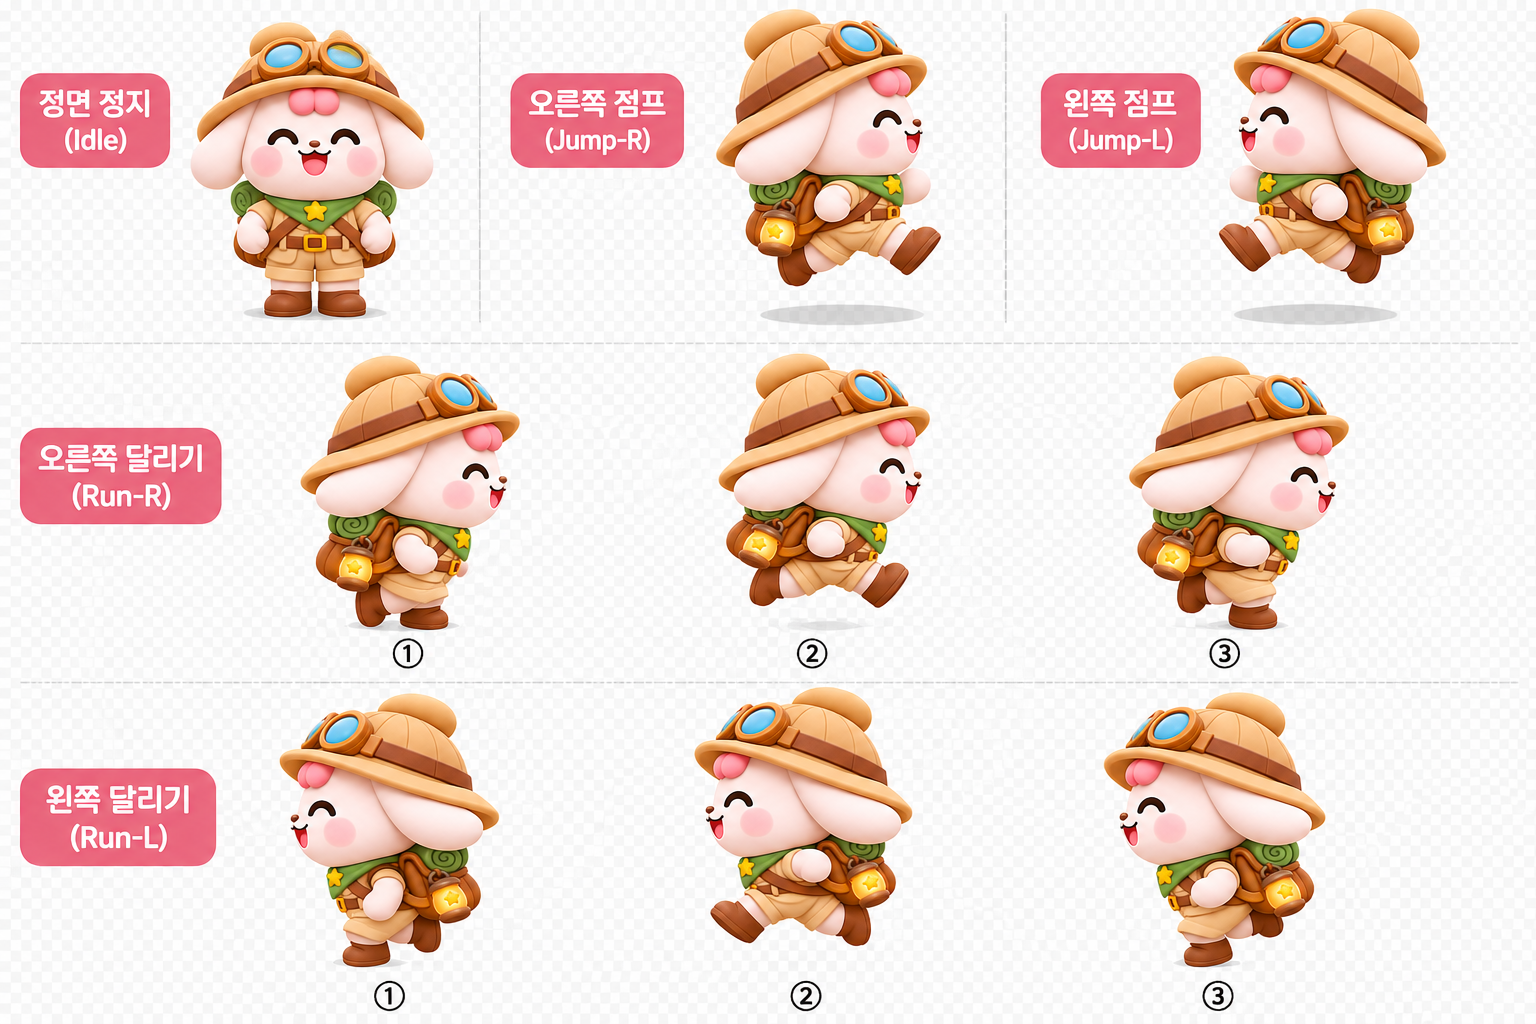 정면 정지
(Idle)
오른쪽 점프
(Jump-R)
왼쪽 점프
(Jump-L)
오른쪽 달리기
(Run-R)
①
②
③
왼쪽 달리기
(Run-L)
①
②
③